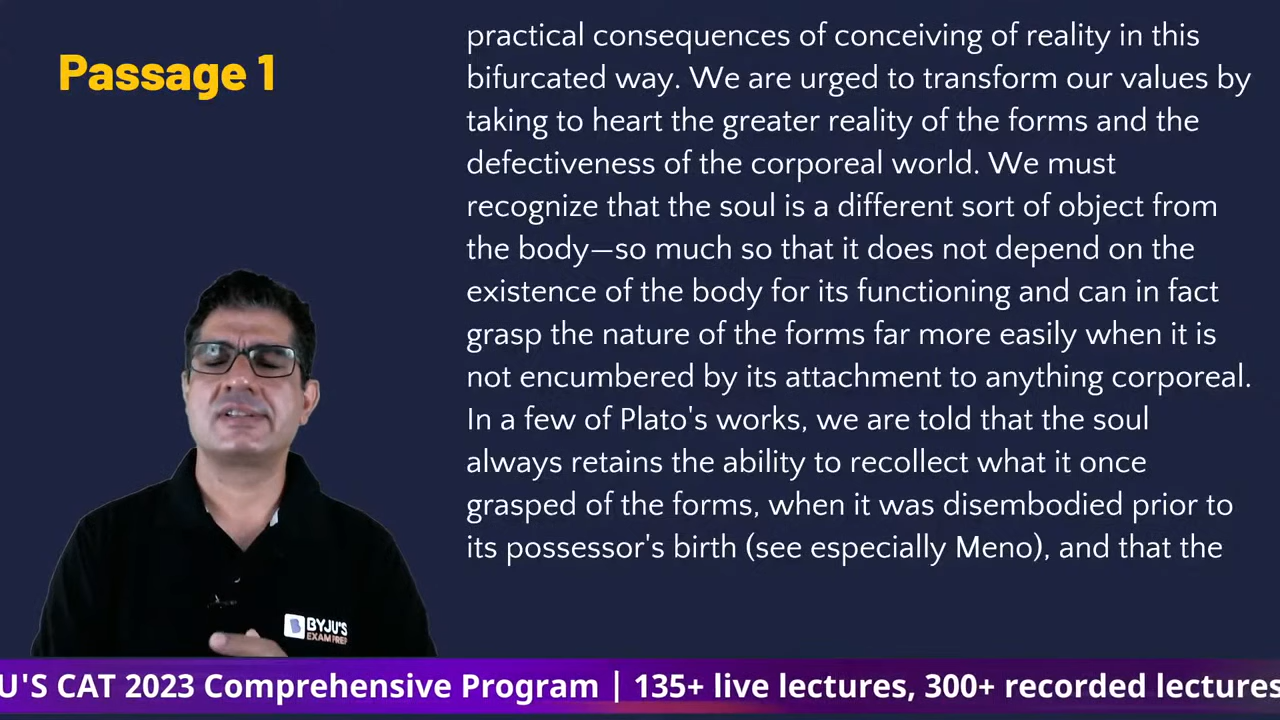 Passage 1
practical consequences of conceiving of reality in this
bifurcated way. We are urged to transform our values by
taking to heart the greater reality of the forms and the
defectiveness of the corporeal world. We must
recognize that the soul is a different sort of object from
the body—so much so that it does not depend on the
existence of the body for its functioning and can in fact
grasp the nature of the forms far more easily when it is
not encumbered by its attachment to anything corporeal.
In a few of Plato's works, we are told that the soul
always retains the ability to recollect what it once
grasped of the forms, when it was disembodied prior to
its possessor's birth (see especially Meno), and that the
BYJU'S
EXAM PREP
U'S CAT 2023 Comprehensive Program | 135+ live lectures, 300+ recorded lectures